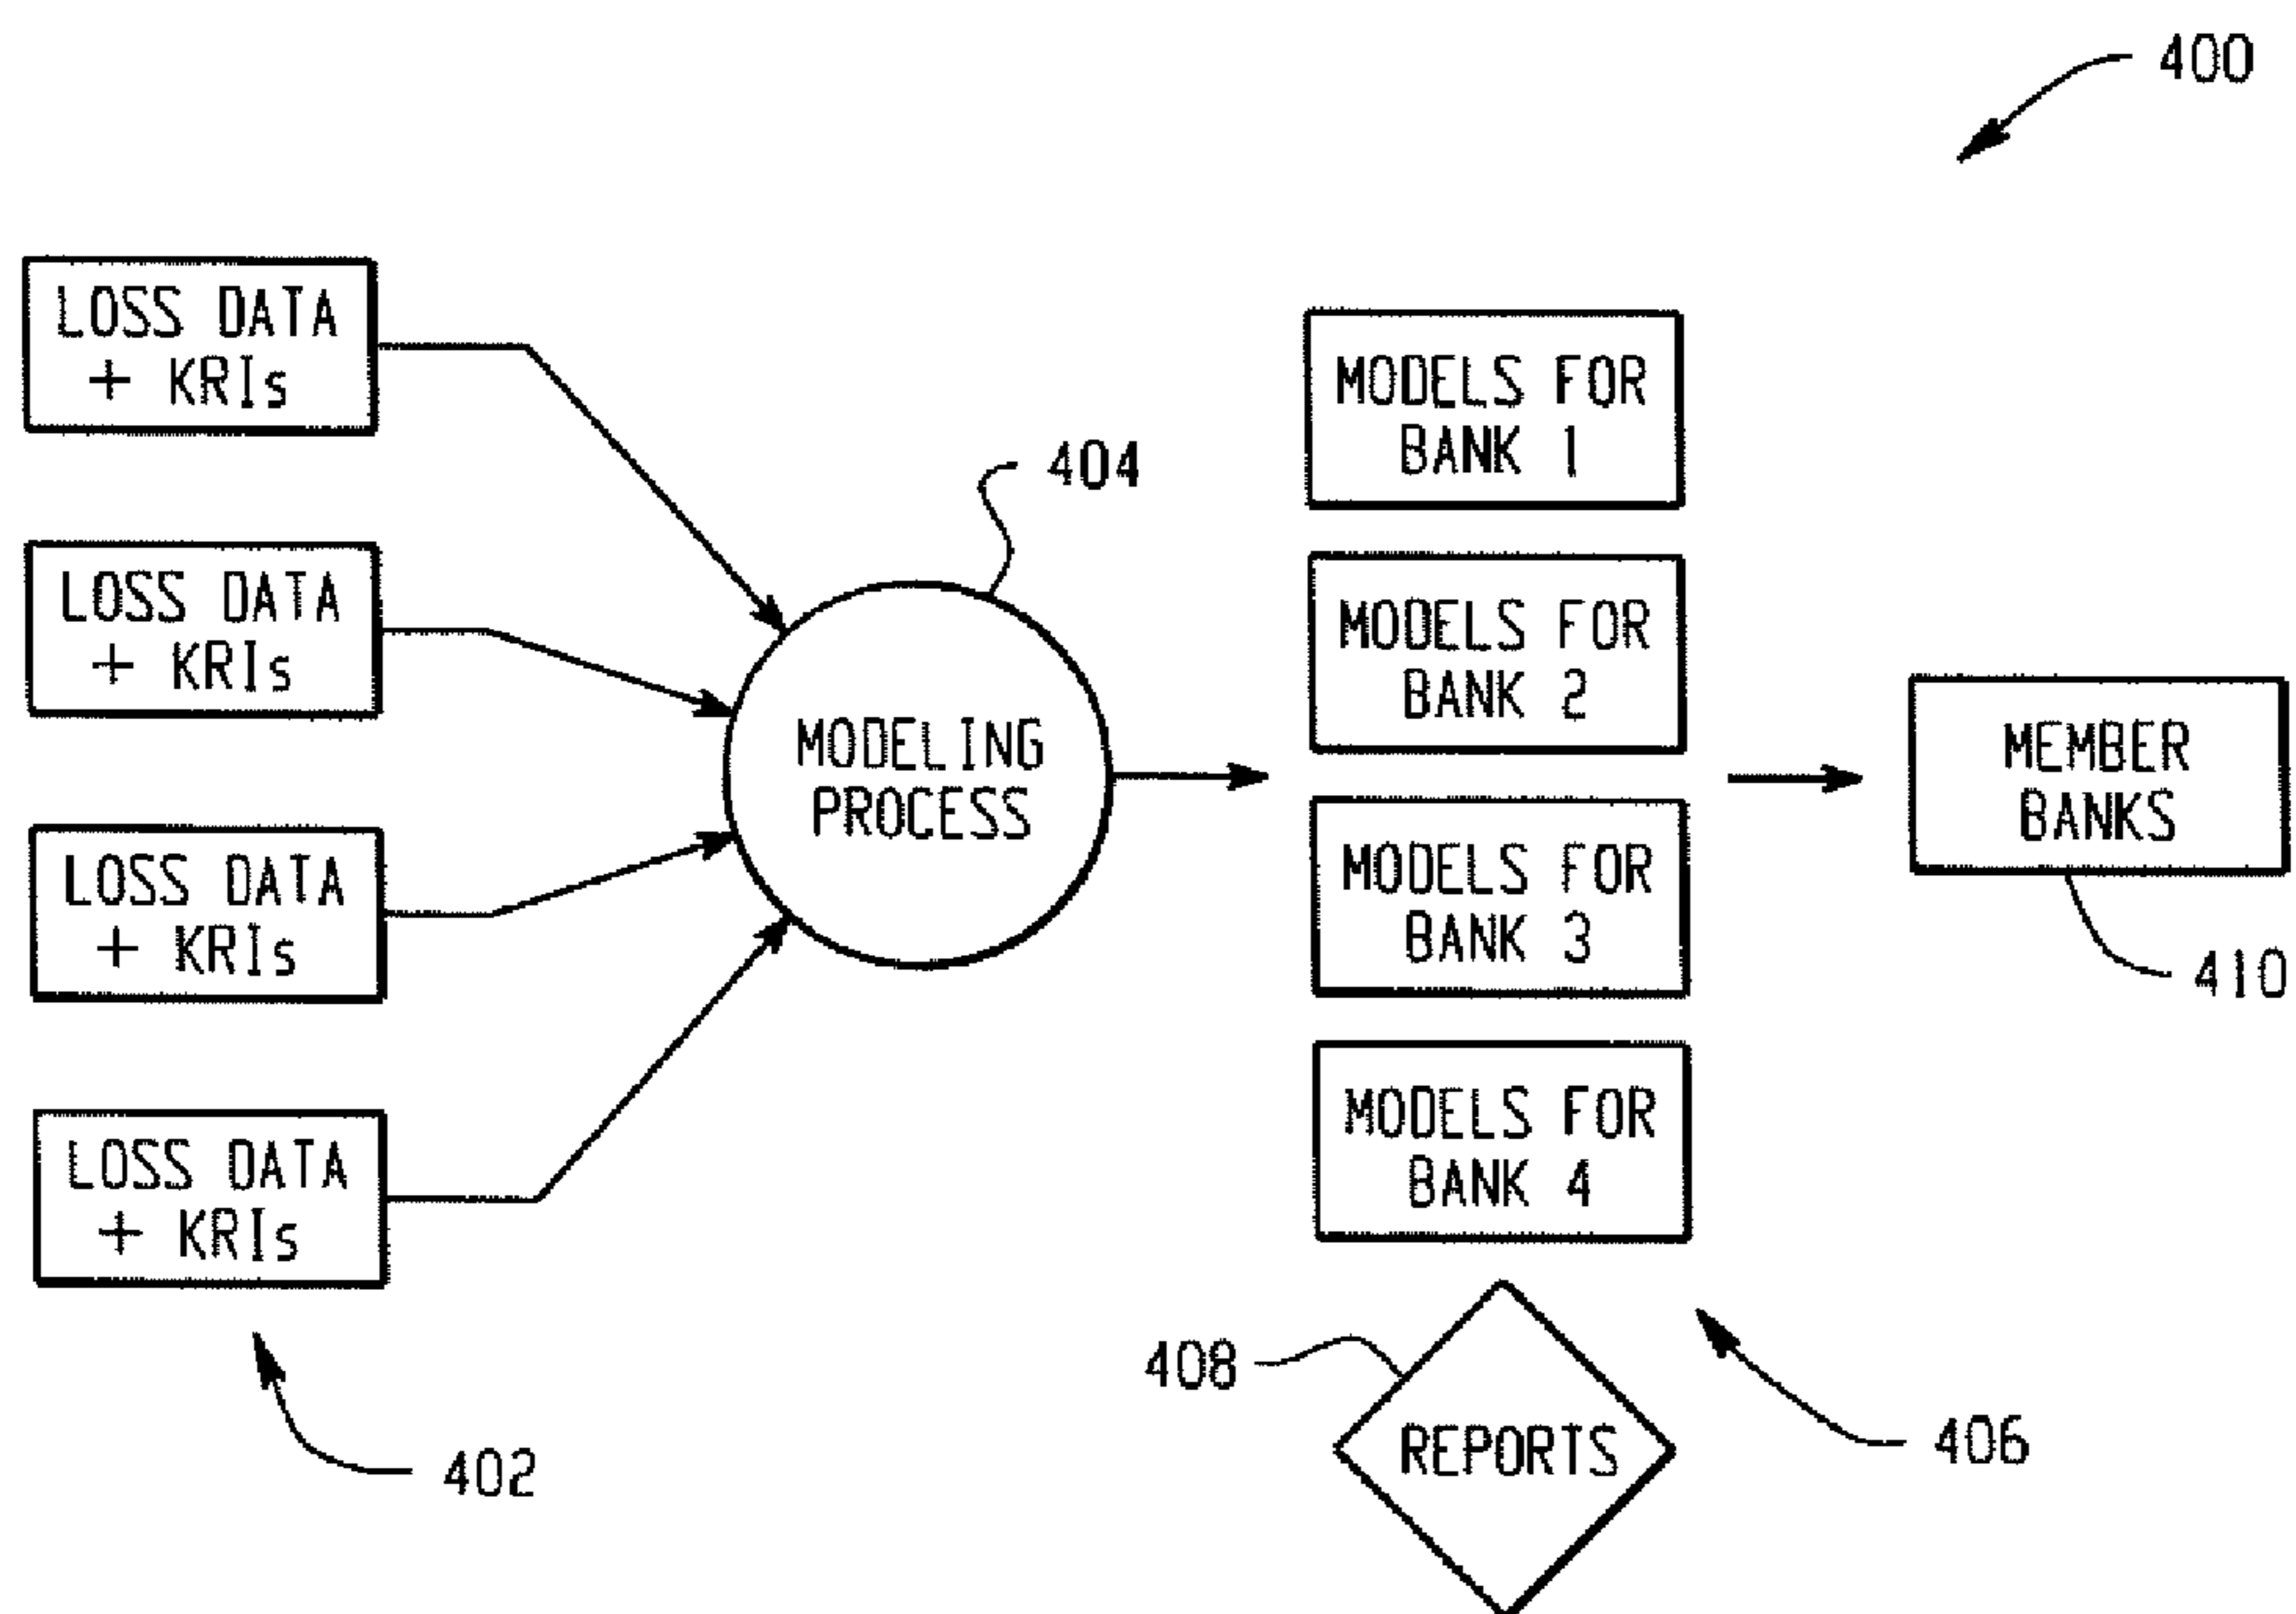 400
LOSS DATA
+ KRIs
LOSS DATA
+ KRIs
LOSS DATA
+ KRIs
LOSS DATA
+ KRIs
402
404
MODELING
PROCESS
MODELS FOR
BANK 1
MODELS FOR
BANK 2
MODELS FOR
BANK 3
MODELS FOR
BANK 4
408
REPORTS
406
MEMBER
BANKS
410